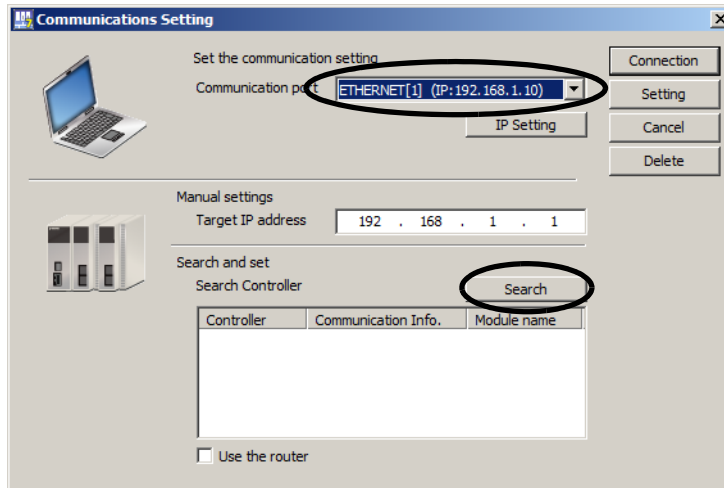 Communications Setting
Set the communication setting
Communication port ETHERNET[1] (IP:192.168.1.10)
IP Setting
Connection
Setting
Cancel
Delete
Manual settings
Target IP address 192 . 168 . 1 . 1
Search and set
Search Controller Search
Controller Communication Info. Module name
Use the router